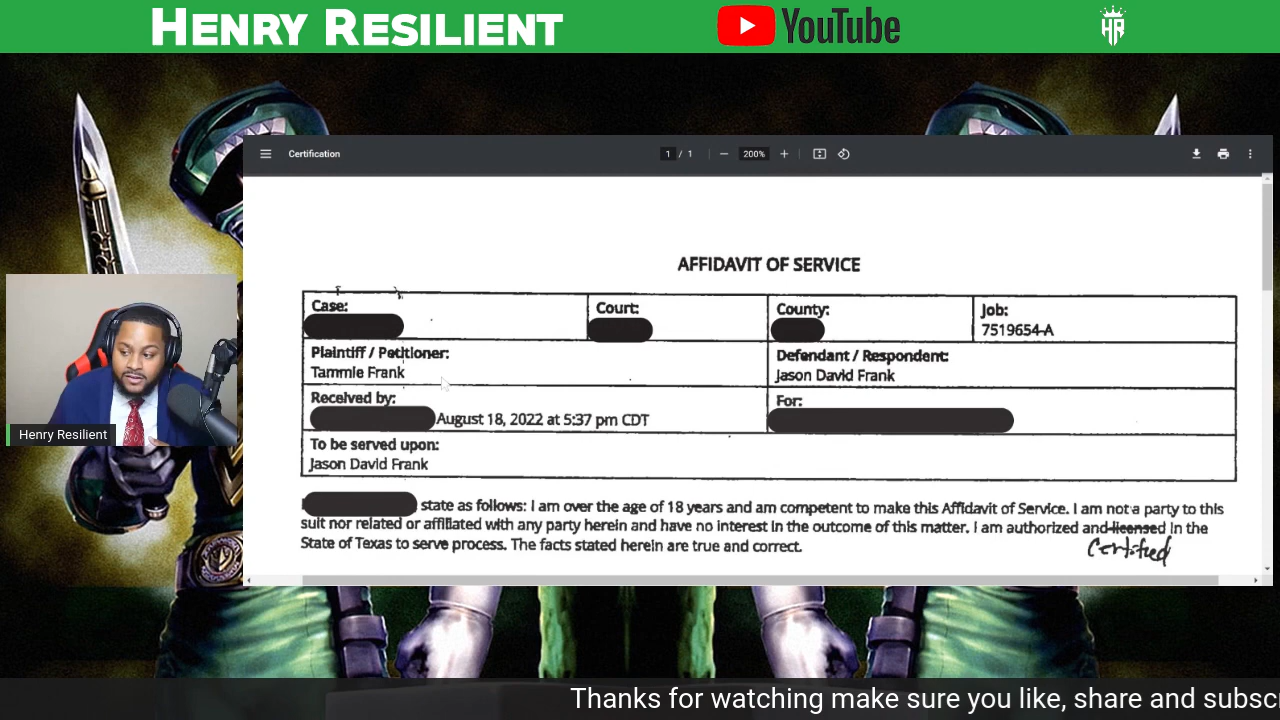 HENRY RESILIENT
YouTube
HR
Certification
1 / 1
200%
AFFIDAVIT OF SERVICE
Case:
Court:
County:
Job:
7519654-A
Plaintiff / Petitioner:
Tammie Frank
Defendant / Respondent:
Jason David Frank
Received by:
August 18, 2022 at 5:37 pm CDT
For:
To be served upon:
Jason David Frank
state as follows: I am over the age of 18 years and am competent to make this Affidavit of Service. I am not a party to this
suit nor related or affiliated with any party herein and have no interest in the outcome of this matter. I am authorized and licensed in the
State of Texas to serve process. The facts stated herein are true and correct.
Certified
Henry Resilient
Thanks for watching make sure you like, share and subsc